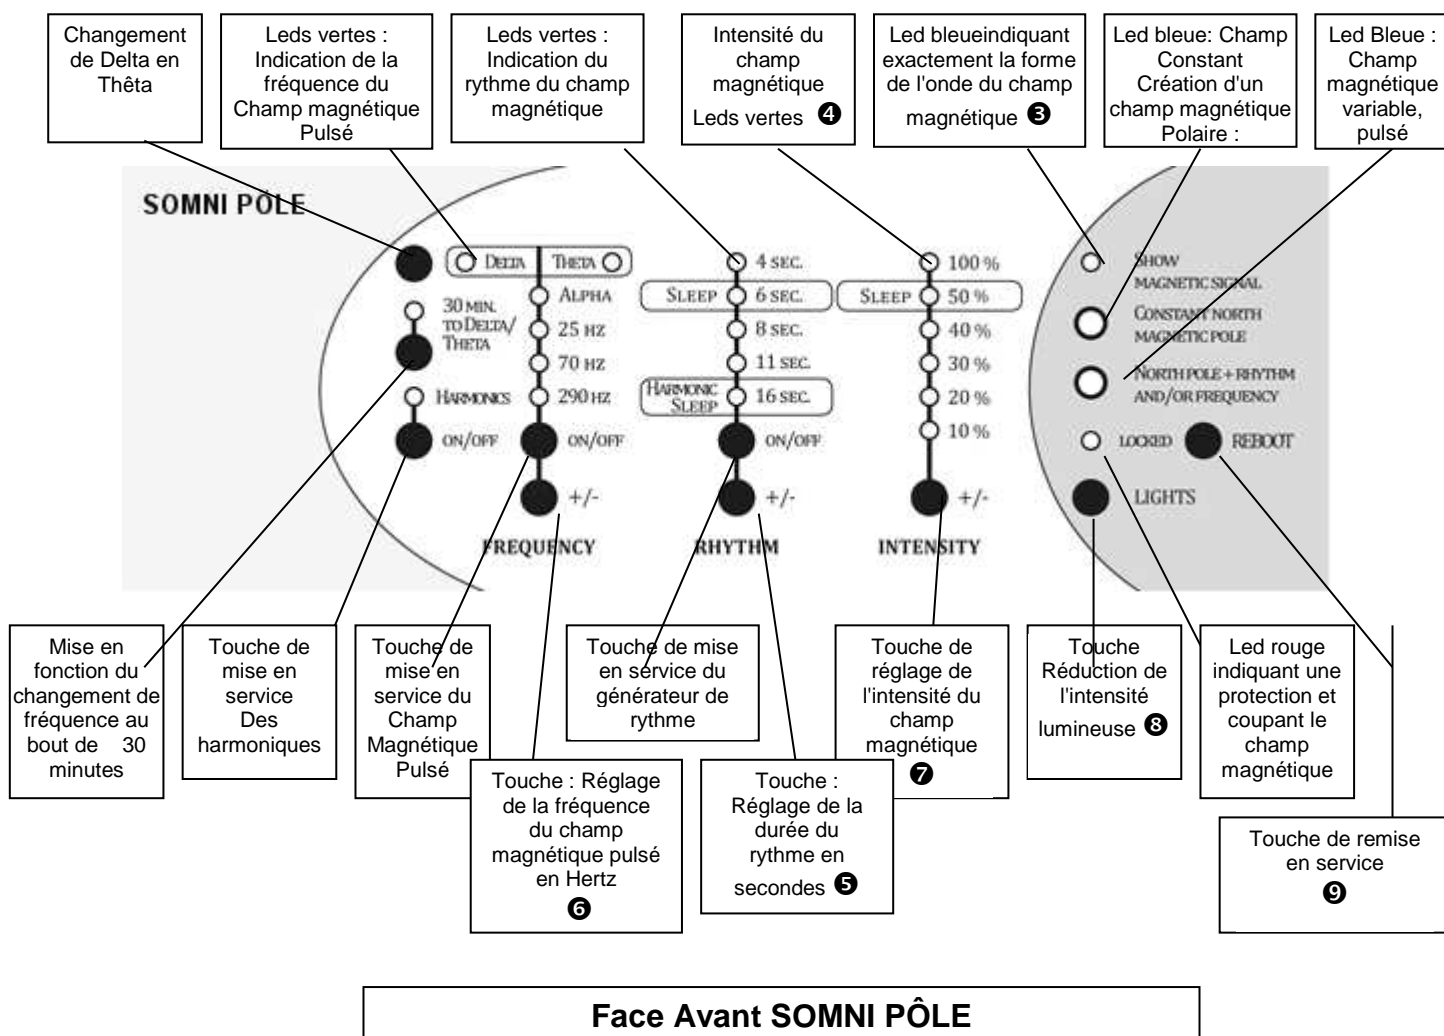 Changement
de Delta en
Thêta
Leds vertes :
Indication de la
fréquence du
Champ magnétique
Pulsé
Leds vertes :
Indication du
rythme du champ
magnétique
Intensité du
champ
magnétique
Leds vertes ❹
Led bleueindiquant
exactement la forme
de l'onde du champ
magnétique ❸
Led bleue: Champ
Constant
Création d'un
champ magnétique
Polaire :
Led Bleue :
Champ
magnétique
variable,
pulsé
SOMNI PÔLE
DELTA
THETA
30 MIN.
TO DELTA/
THETA
HARMONICS
ON/OFF
ALPHA
25 HZ
70 HZ
290 HZ
ON/OFF
+/-
FREQUENCY
4 SEC.
SLEEP 6 SEC.
8 SEC.
11 SEC.
HARMONIC
SLEEP
16 SEC.
ON/OFF
+/-
RHYTHM
100 %
SLEEP 50 %
40 %
30 %
20 %
10 %
+/-
INTENSITY
SHOW
MAGNETIC SIGNAL
CONSTANT NORTH
MAGNETIC POLE
NORTH POLE + RHYTHM
AND/OR FREQUENCY
LOCKED REBOOT
LIGHTS
Mise en
fonction du
changement de
fréquence au
bout de 30
minutes
Touche de
mise en
service
Des
harmoniques
Touche de
mise en
service du
Champ
Magnétique
Pulsé
Touche de mise
en service du
générateur de
rythme
Touche de
réglage de
l'intensité du
champ
magnétique
❼
Touche
Réduction de
l'intensité
lumineuse ❽
Led rouge
indiquant une
protection et
coupant le
champ
magnétique
Touche : Réglage
de la fréquence
du champ
magnétique pulsé
en Hertz
❻
Touche :
Réglage de la
durée du
rythme en
secondes ❺
Touche de remise
en service
❾
Face Avant SOMNI PÔLE